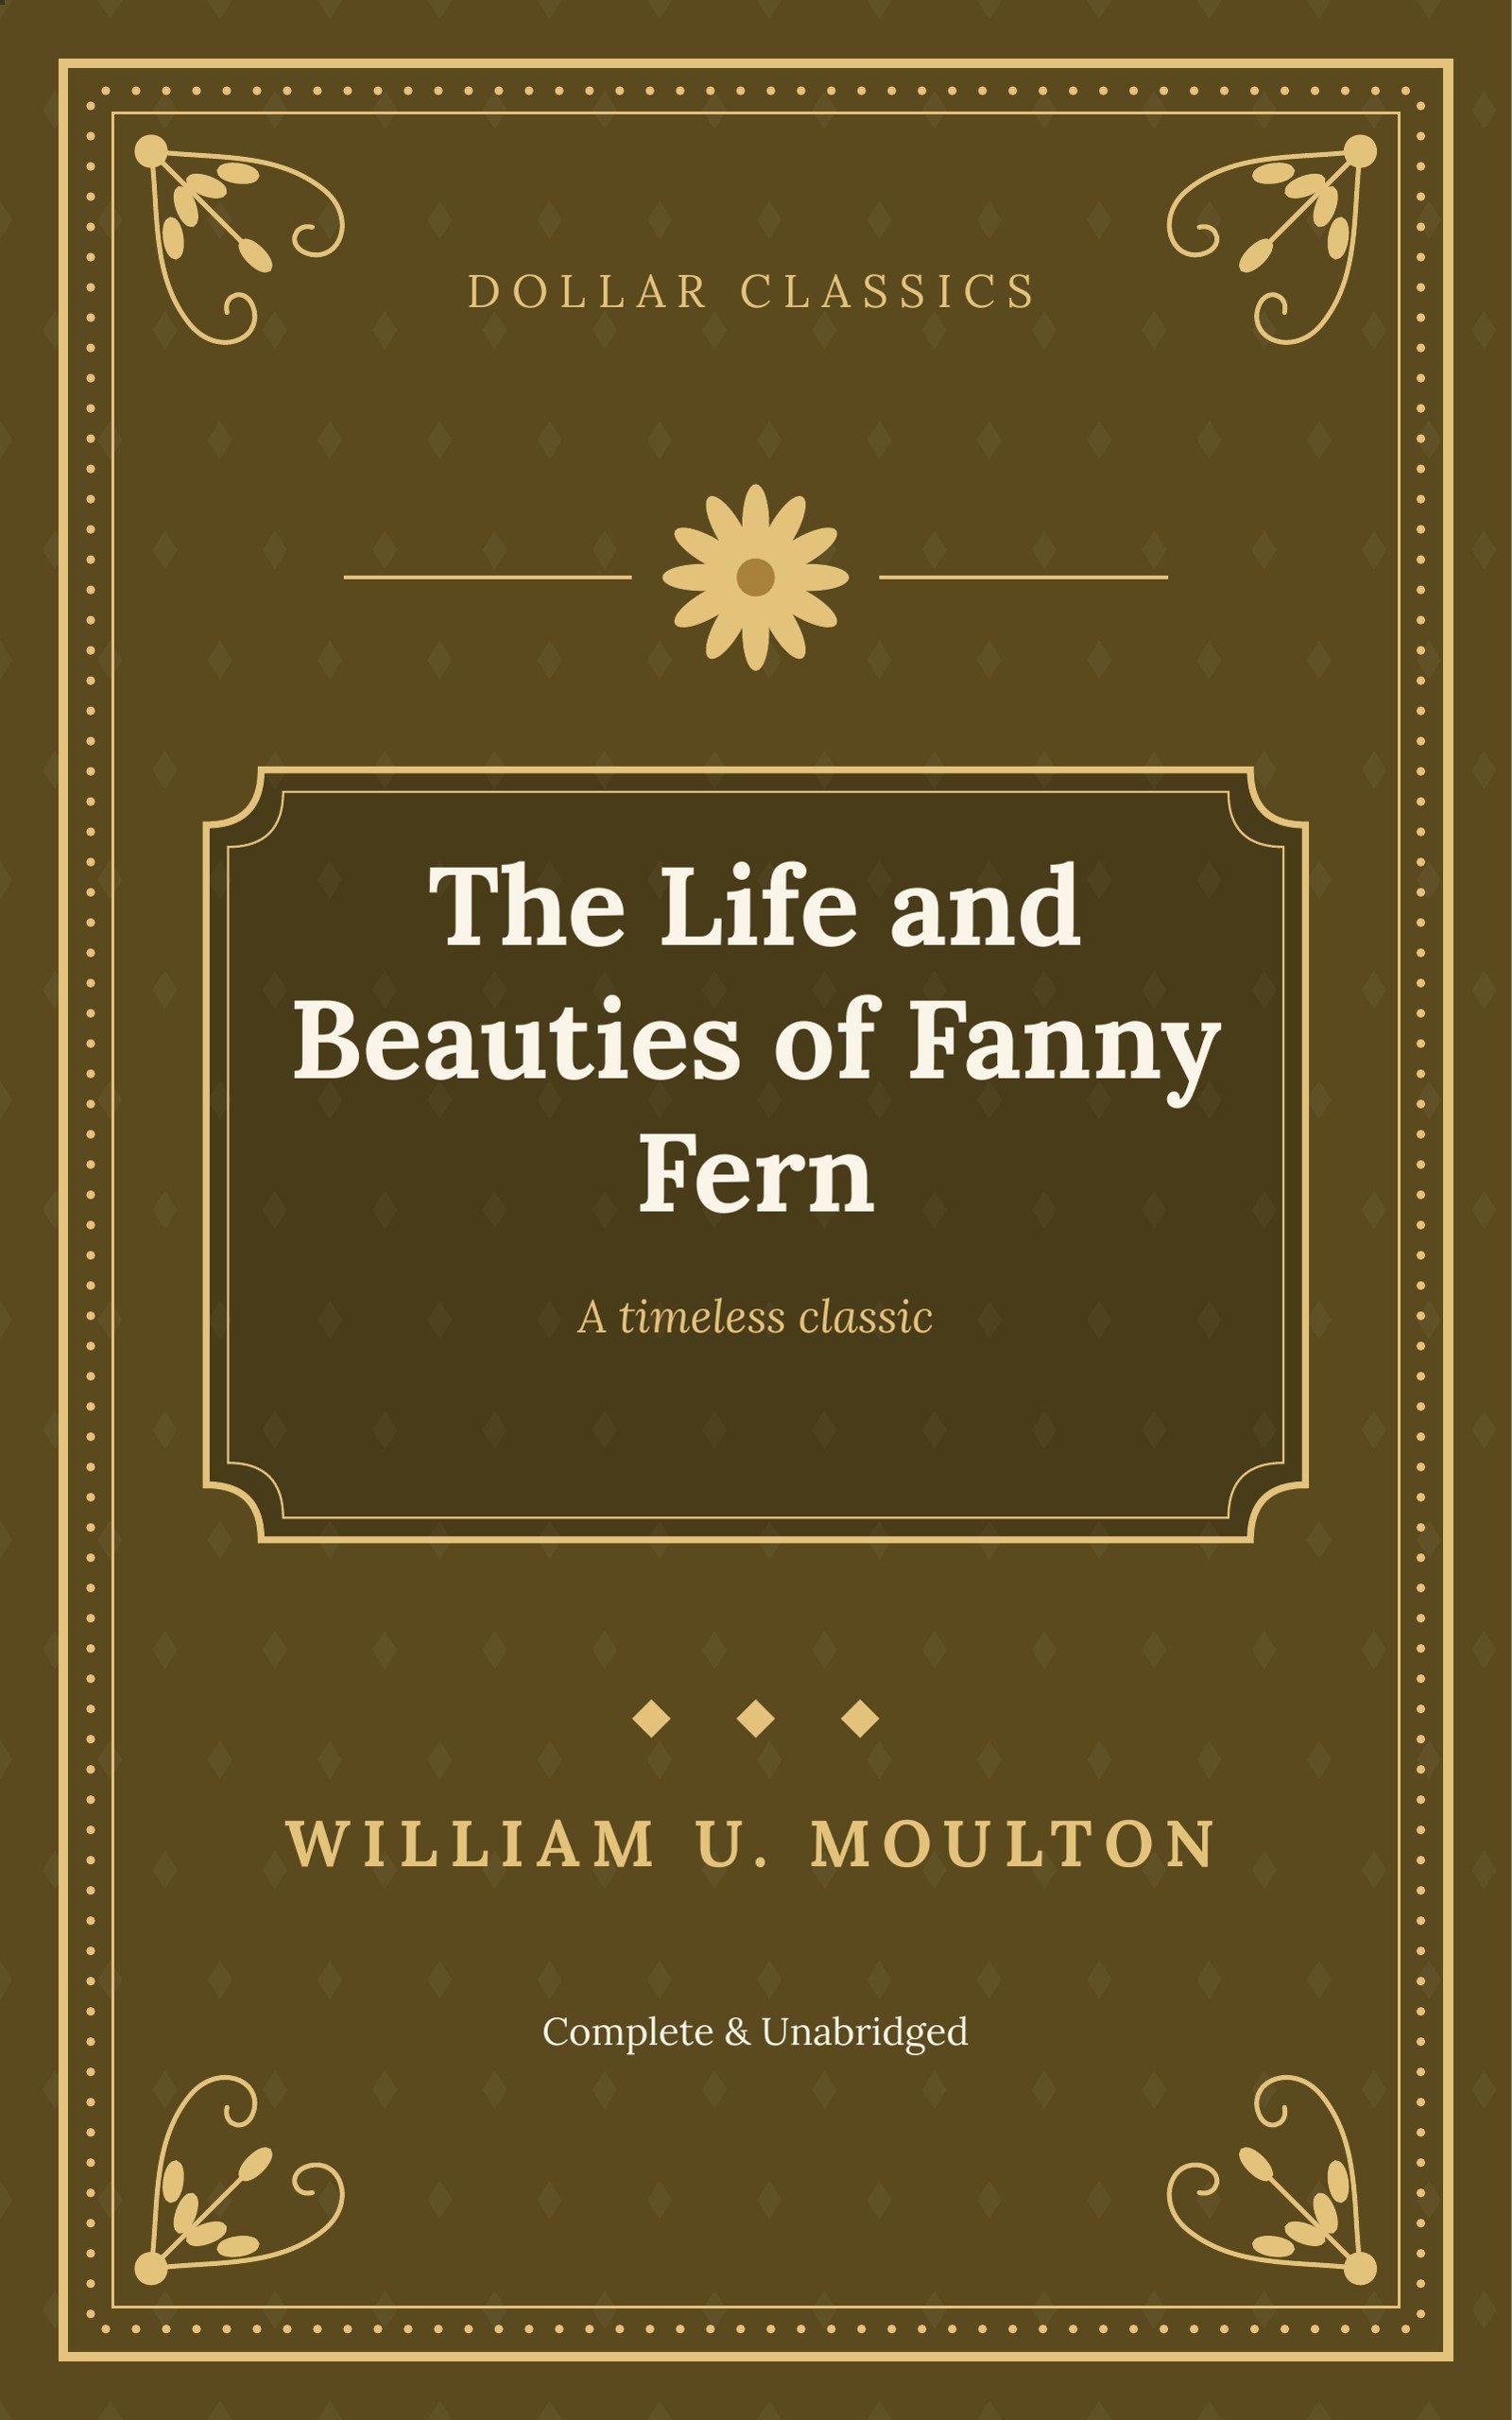 DOLLAR CLASSICS
The Life and
Beauties of Fanny
Fern
A timeless classic
WILLIAM U. MOULTON
Complete & Unabridged